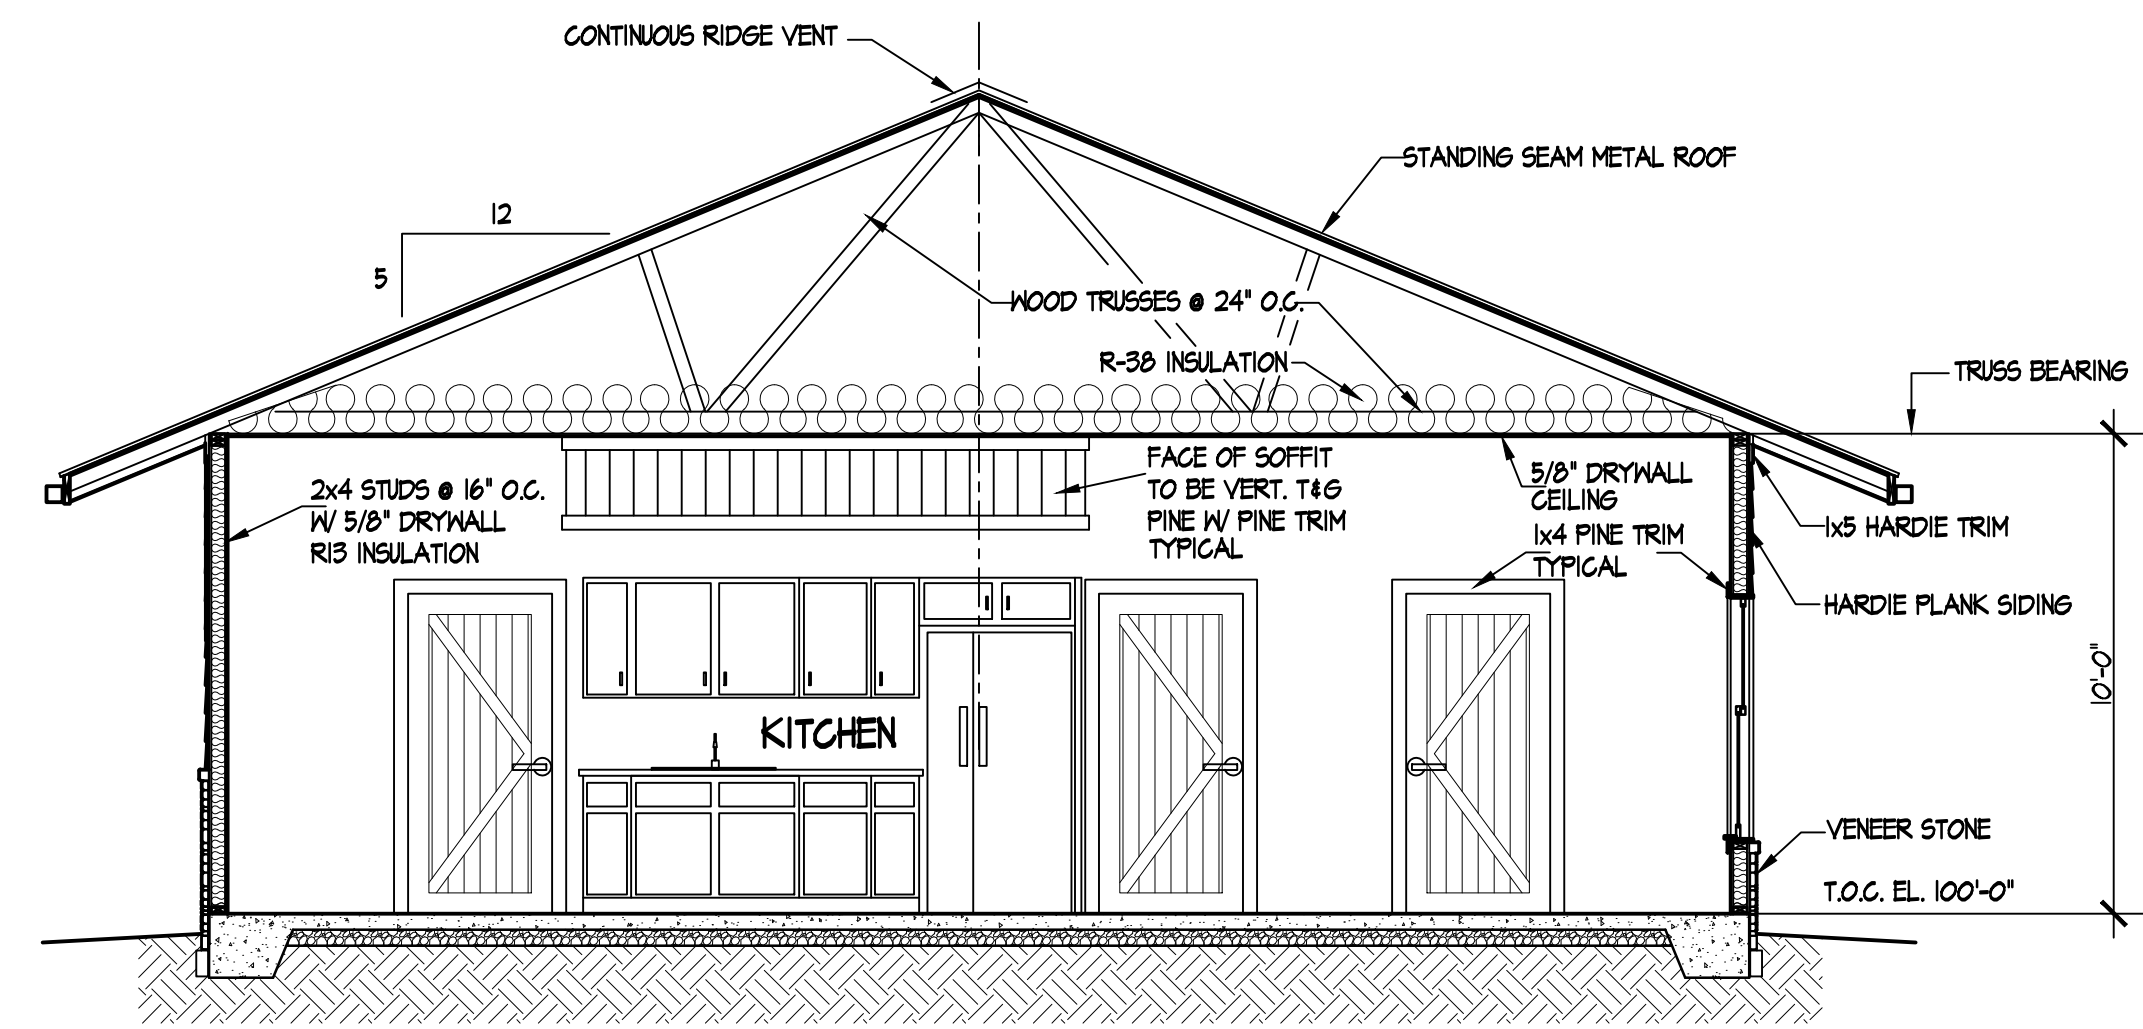 CONTINUOUS RIDGE VENT
STANDING SEAM METAL ROOF
12
5
WOOD TRUSSES @ 24" O.C.
R-38 INSULATION
TRUSS BEARING
FACE OF SOFFIT
TO BE VERT. T&G
PINE W/ PINE TRIM
TYPICAL
5/8" DRYWALL
CEILING
2x4 STUDS @ 16" O.C.
W/ 5/8" DRYWALL
R13 INSULATION
1x4 PINE TRIM
TYPICAL
1x5 HARDIE TRIM
HARDIE PLANK SIDING
10'-0"
KITCHEN
VENEER STONE
T.O.C. EL. 100'-0"